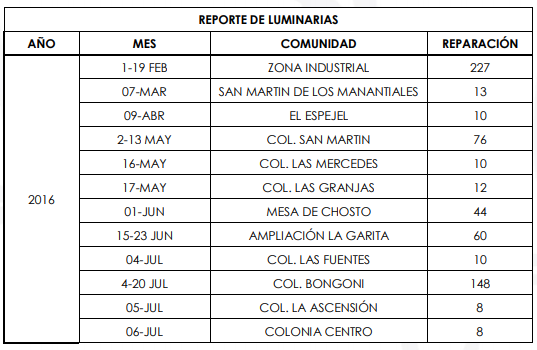 REPORTE DE LUMINARIAS
AÑO MES COMUNIDAD REPARACIÓN
2016
1-19 FEB ZONA INDUSTRIAL 227
07-MAR SAN MARTIN DE LOS MANANTIALES 13
09-ABR EL ESPEJEL 10
2-13 MAY COL. SAN MARTIN 76
16-MAY COL. LAS MERCEDES 10
17-MAY COL. LAS GRANJAS 12
01-JUN MESA DE CHOSTO 44
15-23 JUN AMPLIACIÓN LA GARITA 60
04-JUL COL. LAS FUENTES 10
4-20 JUL COL. BONGONI 148
05-JUL COL. LA ASCENSIÓN 8
06-JUL COLONIA CENTRO 8